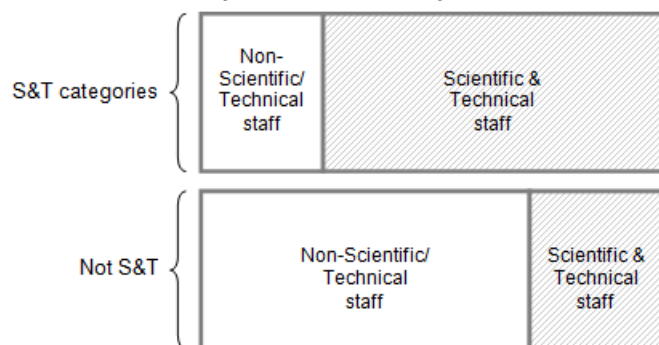 S&T categories
Non-
Scientific/
Technical
staff
Scientific &
Technical
staff
Not S&T
Non-Scientific/
Technical
staff
Scientific &
Technical
staff